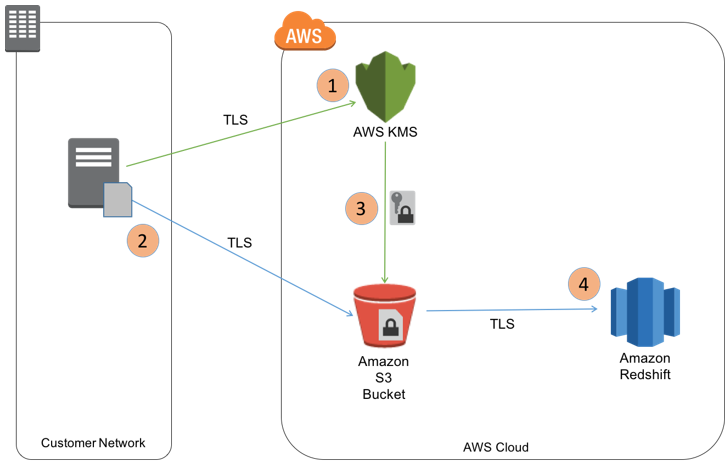 AWS
1
AWS KMS
TLS
3
2
TLS
4
TLS
Amazon
S3
Bucket
Amazon
Redshift
Customer Network
AWS Cloud